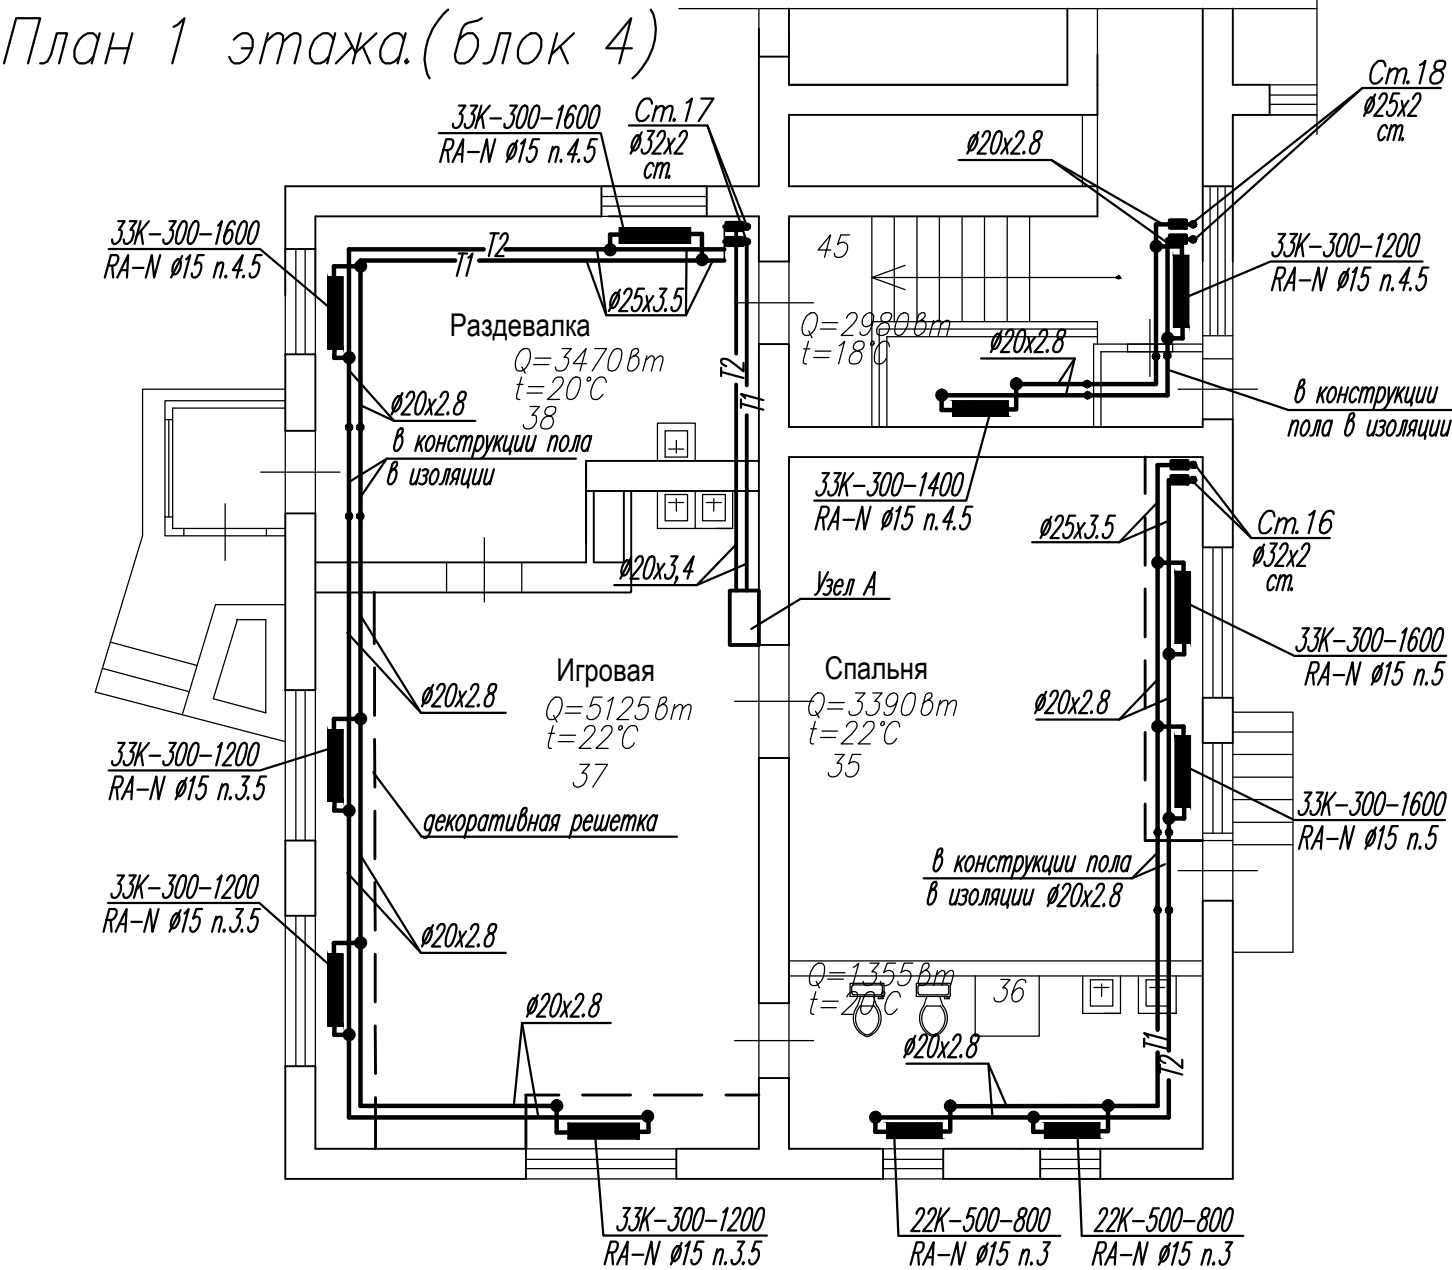 План 1 этажа.(блок 4)
33К-300-1600
RA-N ø15 п.4.5
Ст.17
ø32х2
ст.
ø20х2.8
Ст.18
ø25х2
ст.
33К-300-1600
RA-N ø15 п.4.5
Т2
Т1
ø25х3.5
45
33К-300-1200
RA-N ø15 п.4.5
Раздевалка
Q=3470вт
t=20°C
38
Q=2980вт
t=18°C
ø20х2.8
Т2
Т1
ø20х2.8
в конструкции пола
в изоляции
в конструкции
пола в изоляции
33К-300-1400
RA-N ø15 п.4.5
ø25х3.5
Ст.16
ø32х2
ст.
ø20х3,4
Узел А
33К-300-1600
RA-N ø15 п.5
Игровая
Q=5125вт
t=22°C
37
Спальня
Q=3390вт
t=22°C
35
ø20х2.8
ø20х2.8
33К-300-1200
RA-N ø15 п.3.5
декоративная решетка
33К-300-1600
RA-N ø15 п.5
в конструкции пола
в изоляции ø20х2.8
33К-300-1200
RA-N ø15 п.3.5
ø20х2.8
Q=1355вт
t=20°C
36
ø20х2.8
ø20х2.8
Т1
Т2
33К-300-1200
RA-N ø15 п.3.5
22К-500-800
RA-N ø15 п.3
22К-500-800
RA-N ø15 п.3